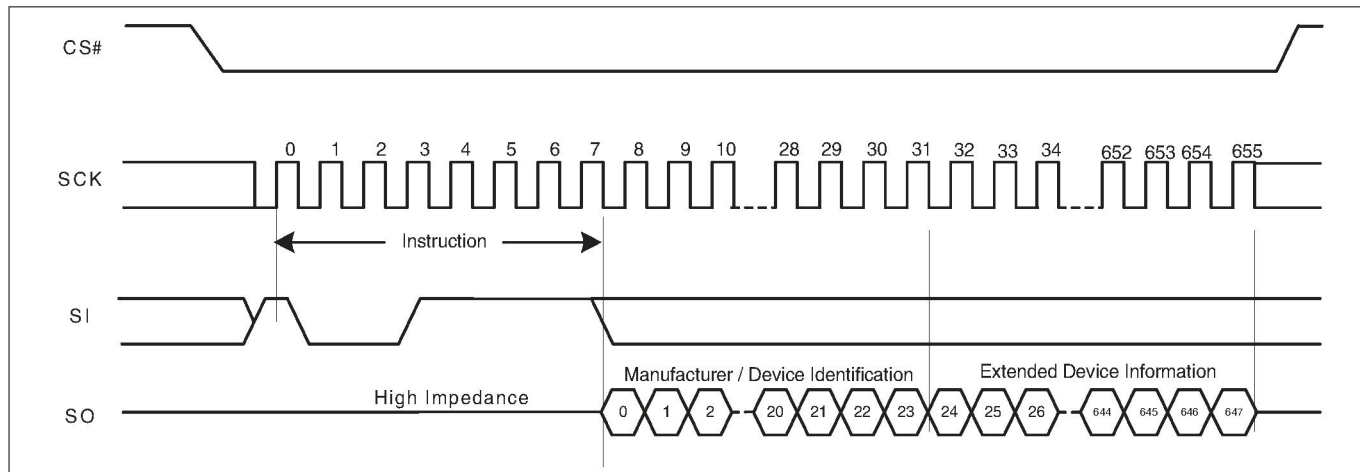 CS#
0 1 2 3 4 5 6 7 8 9 10 28 29 30 31 32 33 34 652 653 654 655
SCK
Instruction
SI
Manufacturer / Device Identification Extended Device Information
High Impedance
SO
0 1 2 20 21 22 23 24 25 26 644 645 646 647